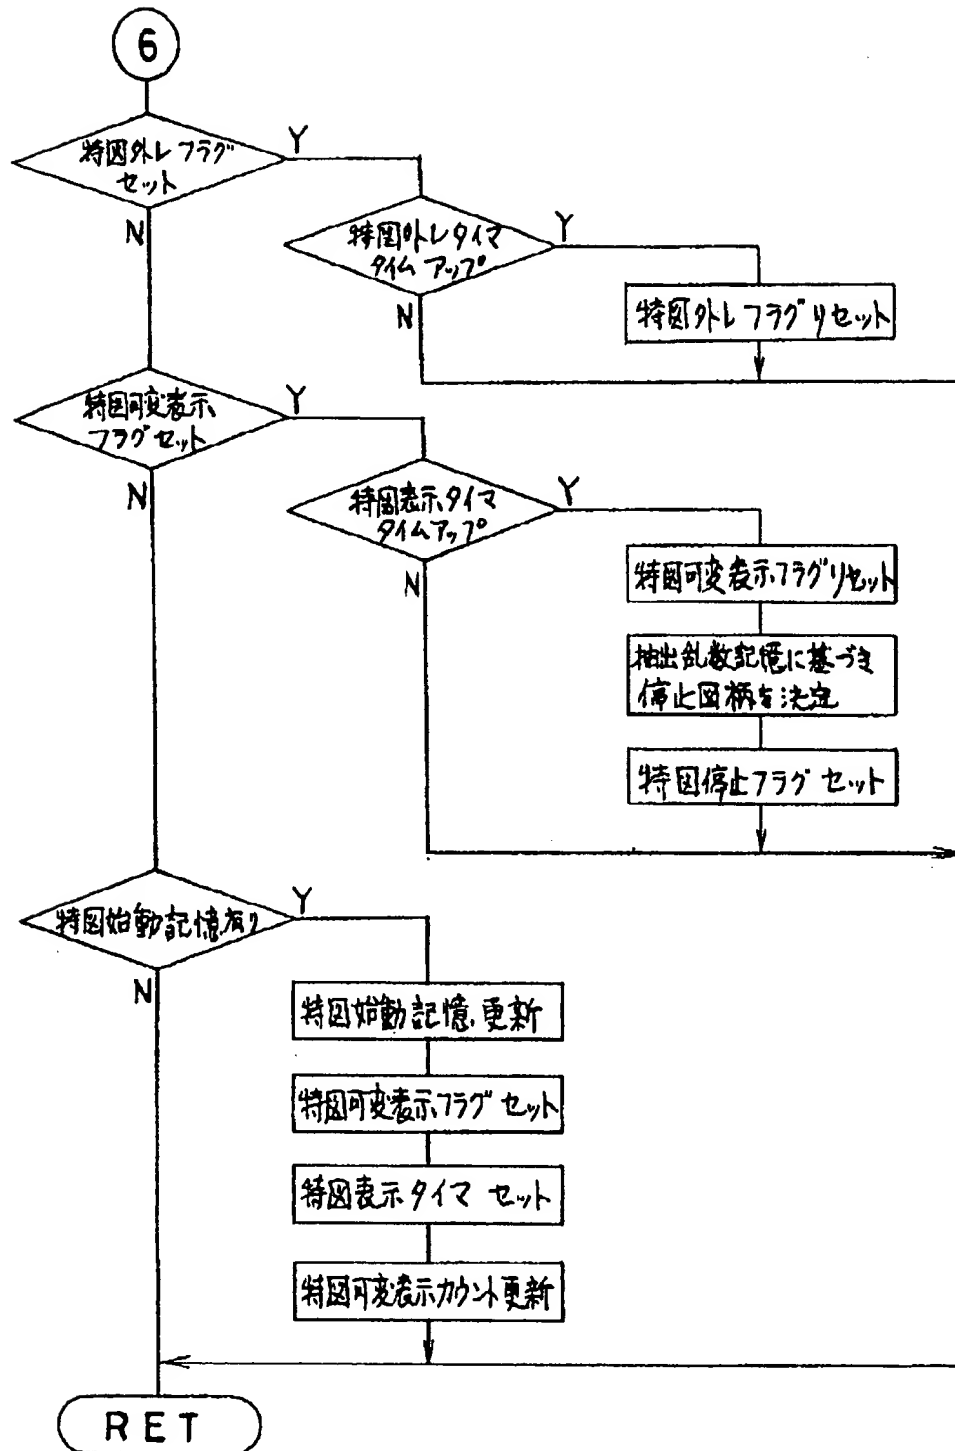 6
特図外レフラグ
セット
Y
N
特図外レタイマ
タイムアップ
Y
N
特図外レフラグリセット
特図可変表示
フラグセット
Y
N
特図表示タイマ
タイムアップ
Y
N
特図可変表示フラグリセット
抽出乱数記憶に基づき
停止図柄を決定
特図停止フラグセット
特図始動記憶有り
Y
N
特図始動記憶更新
特図可変表示フラグセット
特図表示タイマセット
特図可変表示カウント更新
RET